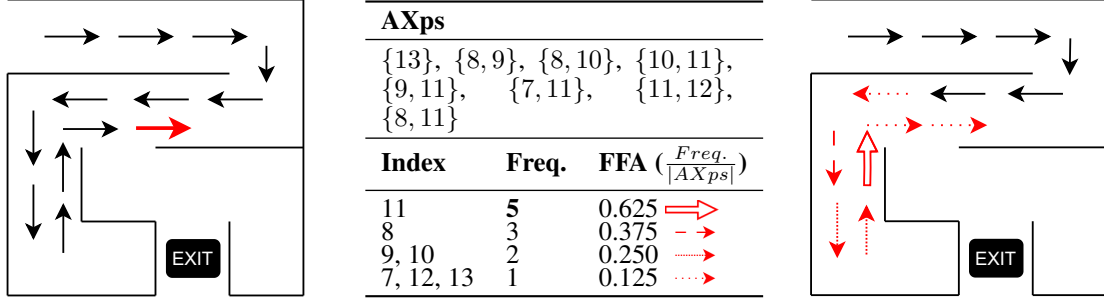 AXps
{13}, {8, 9}, {8, 10}, {10, 11},
{9, 11}, {7, 11}, {11, 12},
{8, 11}
Index Freq. FFA (Freq./|AXps|)
11 5 0.625
8 3 0.375
9, 10 2 0.250
7, 12, 13 1 0.125
EXIT
EXIT